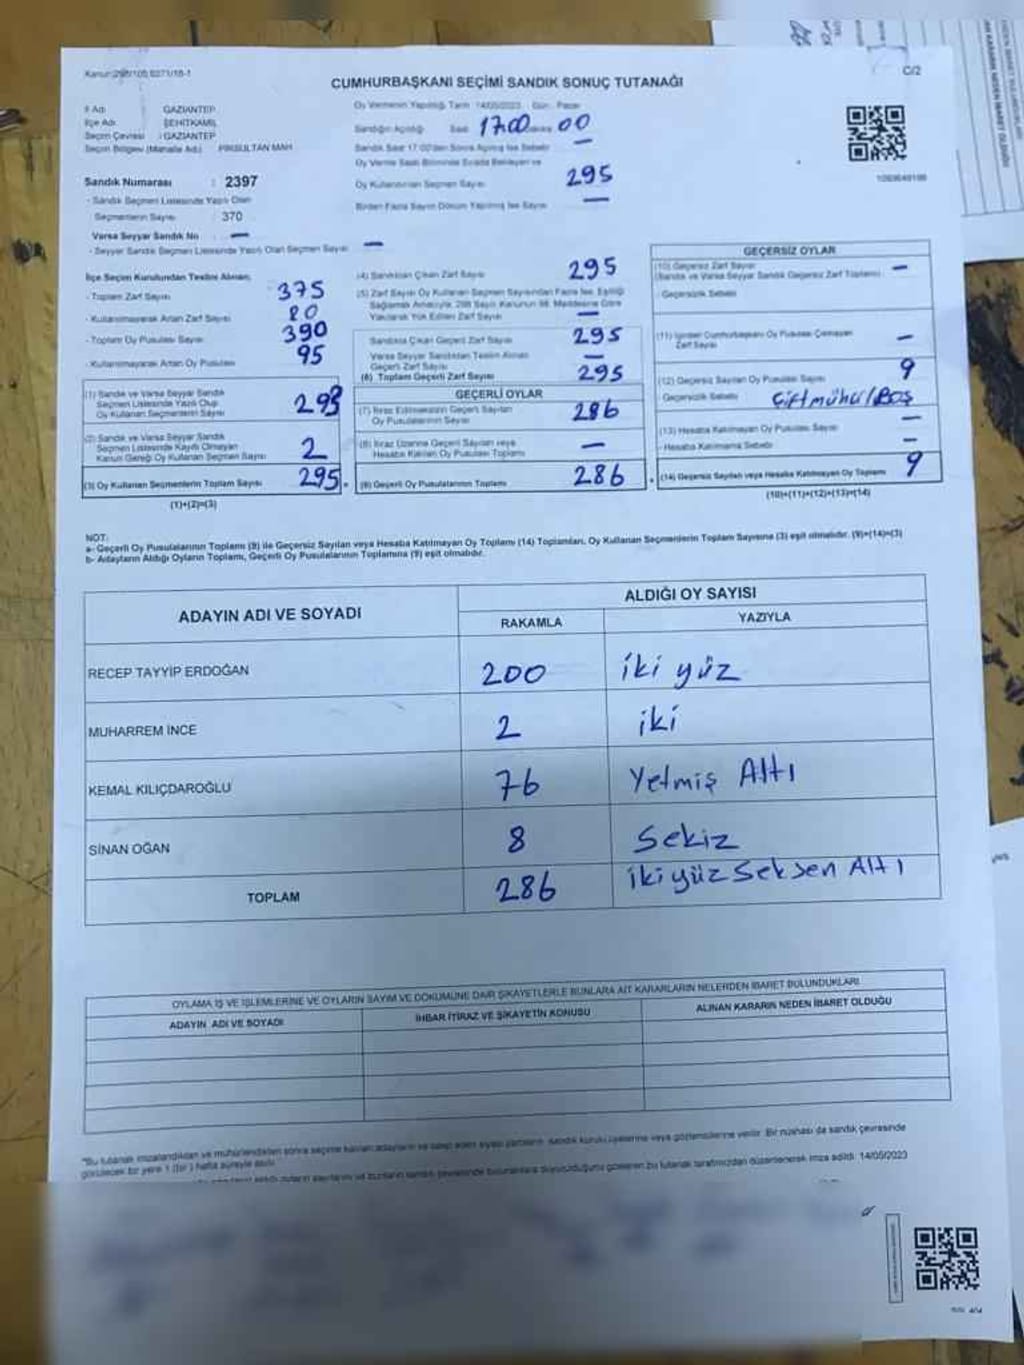 Kanun:298/105,6271/18-1
C/2
CUMHURBAŞKANI SEÇİMİ SANDIK SONUÇ TUTANAĞI
İl Adı : GAZİANTEP
İlçe Adı : ŞEHİTKAMİL
Seçim Çevresi : GAZİANTEP
Seçim Bölgesi (Mahalle Adı) : PİRSULTAN MAH
Sandık Numarası : 2397
- Sandık Seçmen Listesinde Yazılı Olan
Seçmenlerin Sayısı : 370
Varsa Seyyar Sandık No —
- Seyyar Sandık Seçmen Listesinde Yazılı Olan Seçmen Sayısı —
Oy Vermenin Yapıldığı Tarih 14/05/2023 Gün: Pazar
Sandığın Açıldığı Saat 17:00 00
Sandık Saat 17:00'den Sonra Açılmış İse Sebebi —
Oy Verme Saati Bitiminde Sırada Bekleyen ve
Oy Kullandırılan Seçmen Sayısı 295
Birden Fazla Sayım Döküm Yapılmış İse Sayısı —
İlçe Seçim Kurulundan Teslim Alınan;
- Toplam Zarf Sayısı 375
- Kullanılmayarak Artan Zarf Sayısı 80
- Toplam Oy Pusulası Sayısı 390
- Kullanılmayarak Artan Oy Pusulası 95
(1) Sandık ve Varsa Seyyar Sandık
Seçmen Listesinde Yazılı Olup
Oy Kullanan Seçmenlerin Sayısı 293
(2) Sandık ve Varsa Seyyar Sandık
Seçmen Listesinde Kayıtlı Olmayan
Kanun Gereği Oy Kullanan Seçmen Sayısı 2
(3) Oy Kullanan Seçmenlerin Toplam Sayısı 295
(1)+(2)=(3)
(4) Sandıktan Çıkan Zarf Sayısı 295
(5) Zarf Sayısı Oy Kullanan Seçmen Sayısından Fazla İse, Eşitliği
Sağlamak Amacıyla, 298 Sayılı Kanunun 98. Maddesine Göre
Yakılarak Yok Edilen Zarf Sayısı —
Sandıkta Çıkan Geçerli Zarf Sayısı 295
Varsa Seyyar Sandıktan Teslim Alınan
Geçerli Zarf Sayısı —
(6) Toplam Geçerli Zarf Sayısı 295
GEÇERLİ OYLAR
(7) İtiraz Edilmeksizin Geçerli Sayılan
Oy Pusulalarının Sayısı 286
(8) İtiraz Üzerine Geçerli Sayılan veya
Hesaba Katılan Oy Pusulası Toplamı —
(9) Geçerli Oy Pusulalarının Toplamı 286
GEÇERSİZ OYLAR
(10) Geçersiz Zarf Sayısı —
(Sandık ve Varsa Seyyar Sandık Geçersiz Zarf Toplamı)
Geçersizlik Sebebi
(11) İçinden Cumhurbaşkanı Oy Pusulası Çıkmayan
Zarf Sayısı —
(12) Geçersiz Sayılan Oy Pusulası Sayısı 9
Geçersizlik Sebebi Çiftmühür/Boş
(13) Hesaba Katılmayan Oy Pusulası Sayısı —
- Hesaba Katılmama Sebebi —
(14) Geçersiz Sayılan veya Hesaba Katılmayan Oy Toplamı 9
(10)+(11)+(12)+(13)=(14)
NOT:
a- Geçerli Oy Pusulalarının Toplamı (9) ile Geçersiz Sayılan veya Hesaba Katılmayan Oy Toplamı (14) Toplamları, Oy Kullanan Seçmenlerin Toplam Sayısına (3) eşit olmalıdır. (9)+(14)=(3)
b- Adayların Aldığı Oyların Toplamı, Geçerli Oy Pusulalarının Toplamına (9) eşit olmalıdır.
ADAYIN ADI VE SOYADI
ALDIĞI OY SAYISI
RAKAMLA YAZIYLA
RECEP TAYYİP ERDOĞAN 200 iki yüz
MUHARREM İNCE 2 iki
KEMAL KILIÇDAROĞLU 76 Yetmiş Altı
SİNAN OĞAN 8 Sekiz
TOPLAM 286 iki yüz Seksen Altı
OYLAMA İŞ VE İŞLEMLERİNE VE OYLARIN SAYIM VE DÖKÜMÜNE DAİR ŞİKAYETLERLE BUNLARA AİT KARARLARIN NELERDEN İBARET BULUNDUKLARI
ADAYIN ADI VE SOYADI İHBAR İTİRAZ VE ŞİKAYETİN KONUSU ALINAN KARARIN NEDEN İBARET OLDUĞU
*Bu tutanak imzalandıktan ve mühürlendikten sonra seçime katılan adayların ve talep eden siyasi partilerin sandık kurulu üyelerine veya gözlemcilerine verilir. Bir nüshası da sandık çevresinde
görülecek bir yere 1 (bir) hafta süreyle asılır.
bu tutanak tarafımızdan düzenlenerek imza edildi. 14/05/2023